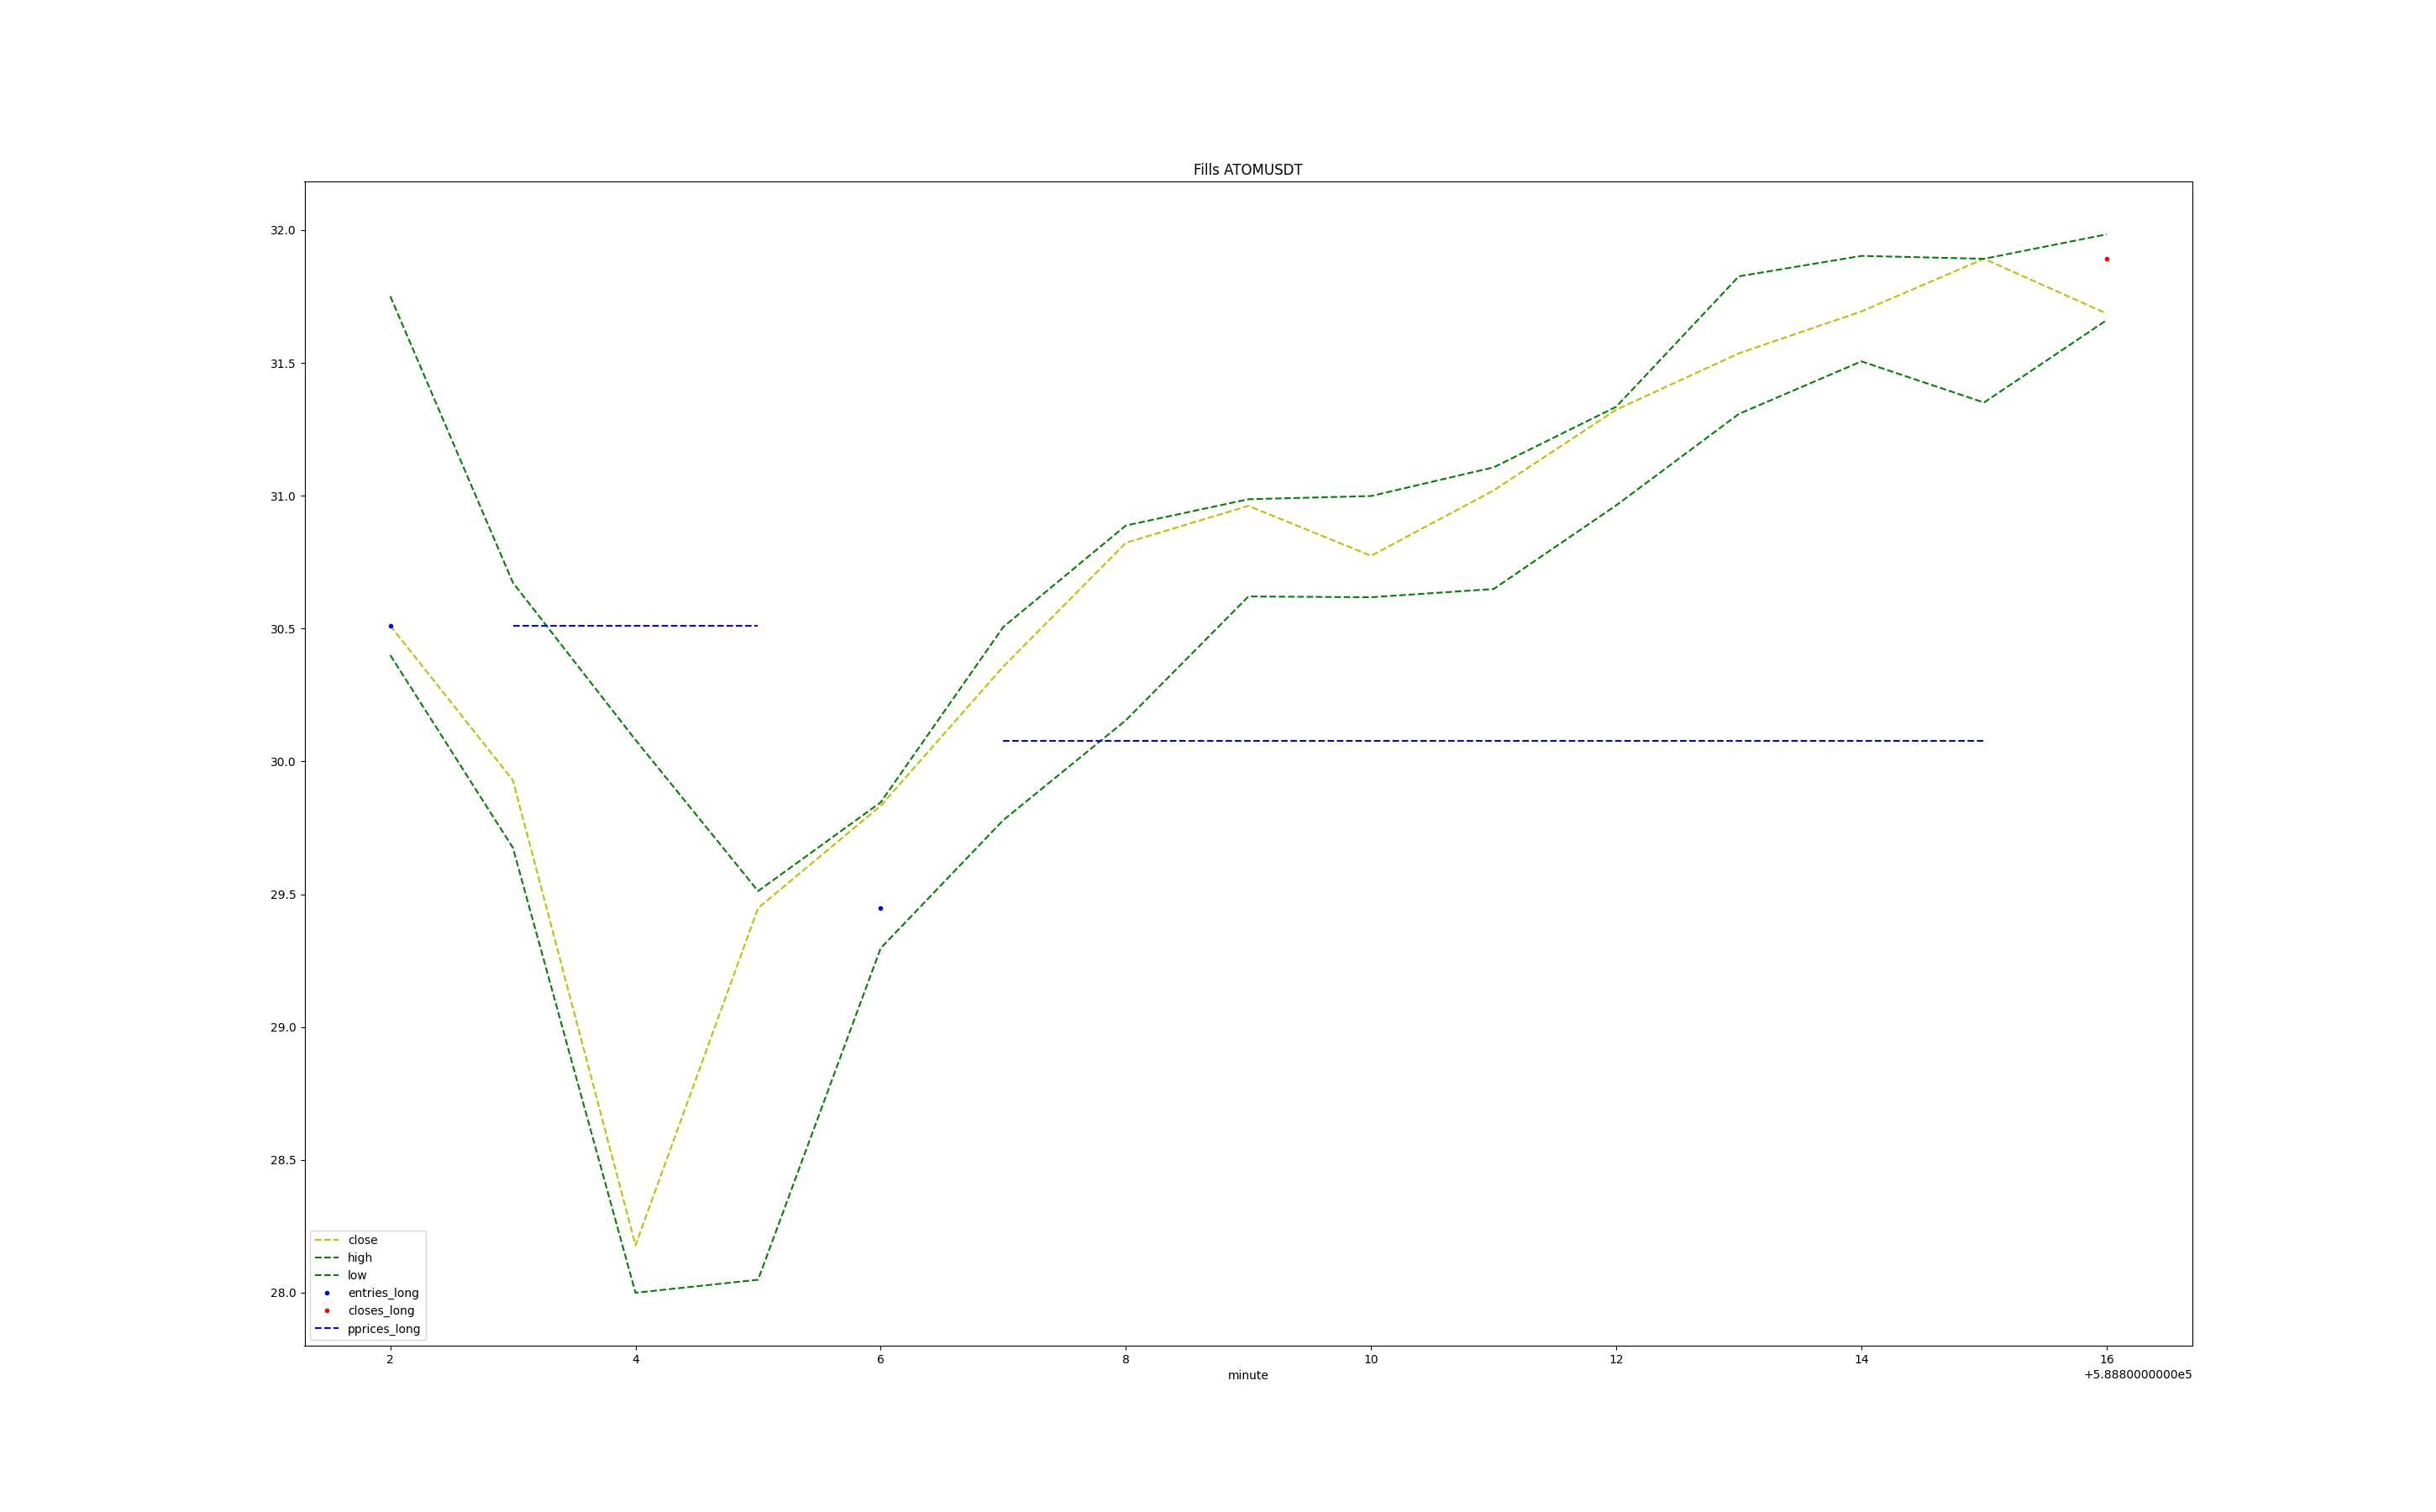 Fills ATOMUSDT
32.0
31.5
31.0
30.5
30.0
29.5
29.0
28.5
28.0
close
high
low
entries_long
closes_long
pprices_long
2 4 6 8 10 12 14 16
minute
+5.8880000000e5